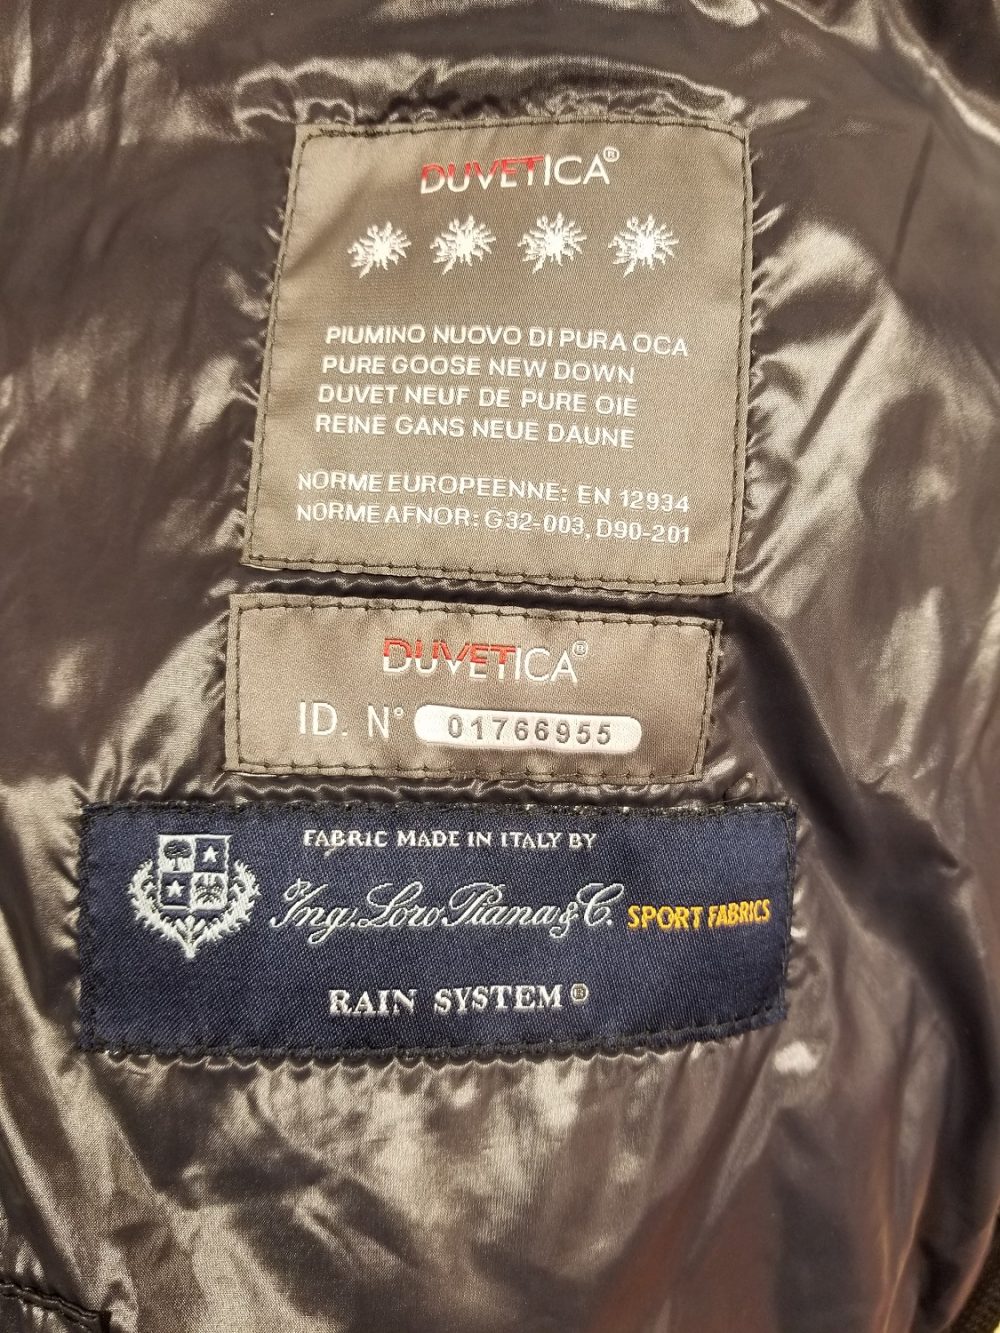 DUVETICA®
PIUMINO NUOVO DI PURA OCA
PURE GOOSE NEW DOWN
DUVET NEUF DE PURE OIE
REINE GANS NEUE DAUNE
NORME EUROPEENNE: EN 12934
NORME AFNOR: G32-003, D90-201
DUVETICA®
ID. N° 01766955
FABRIC MADE IN ITALY BY
Ing. Loro Piana & C. SPORT FABRICS
RAIN SYSTEM®